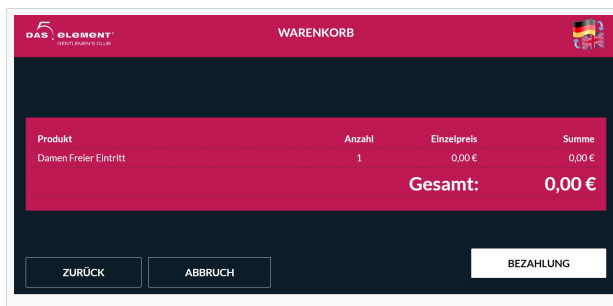 DAS 5 ELEMENT
GENTLEMEN'S CLUB
WARENKORB
Produkt Anzahl Einzelpreis Summe
Damen Freier Eintritt 1 0,00 € 0,00 €
Gesamt: 0,00 €
ZURÜCK ABBRUCH BEZAHLUNG